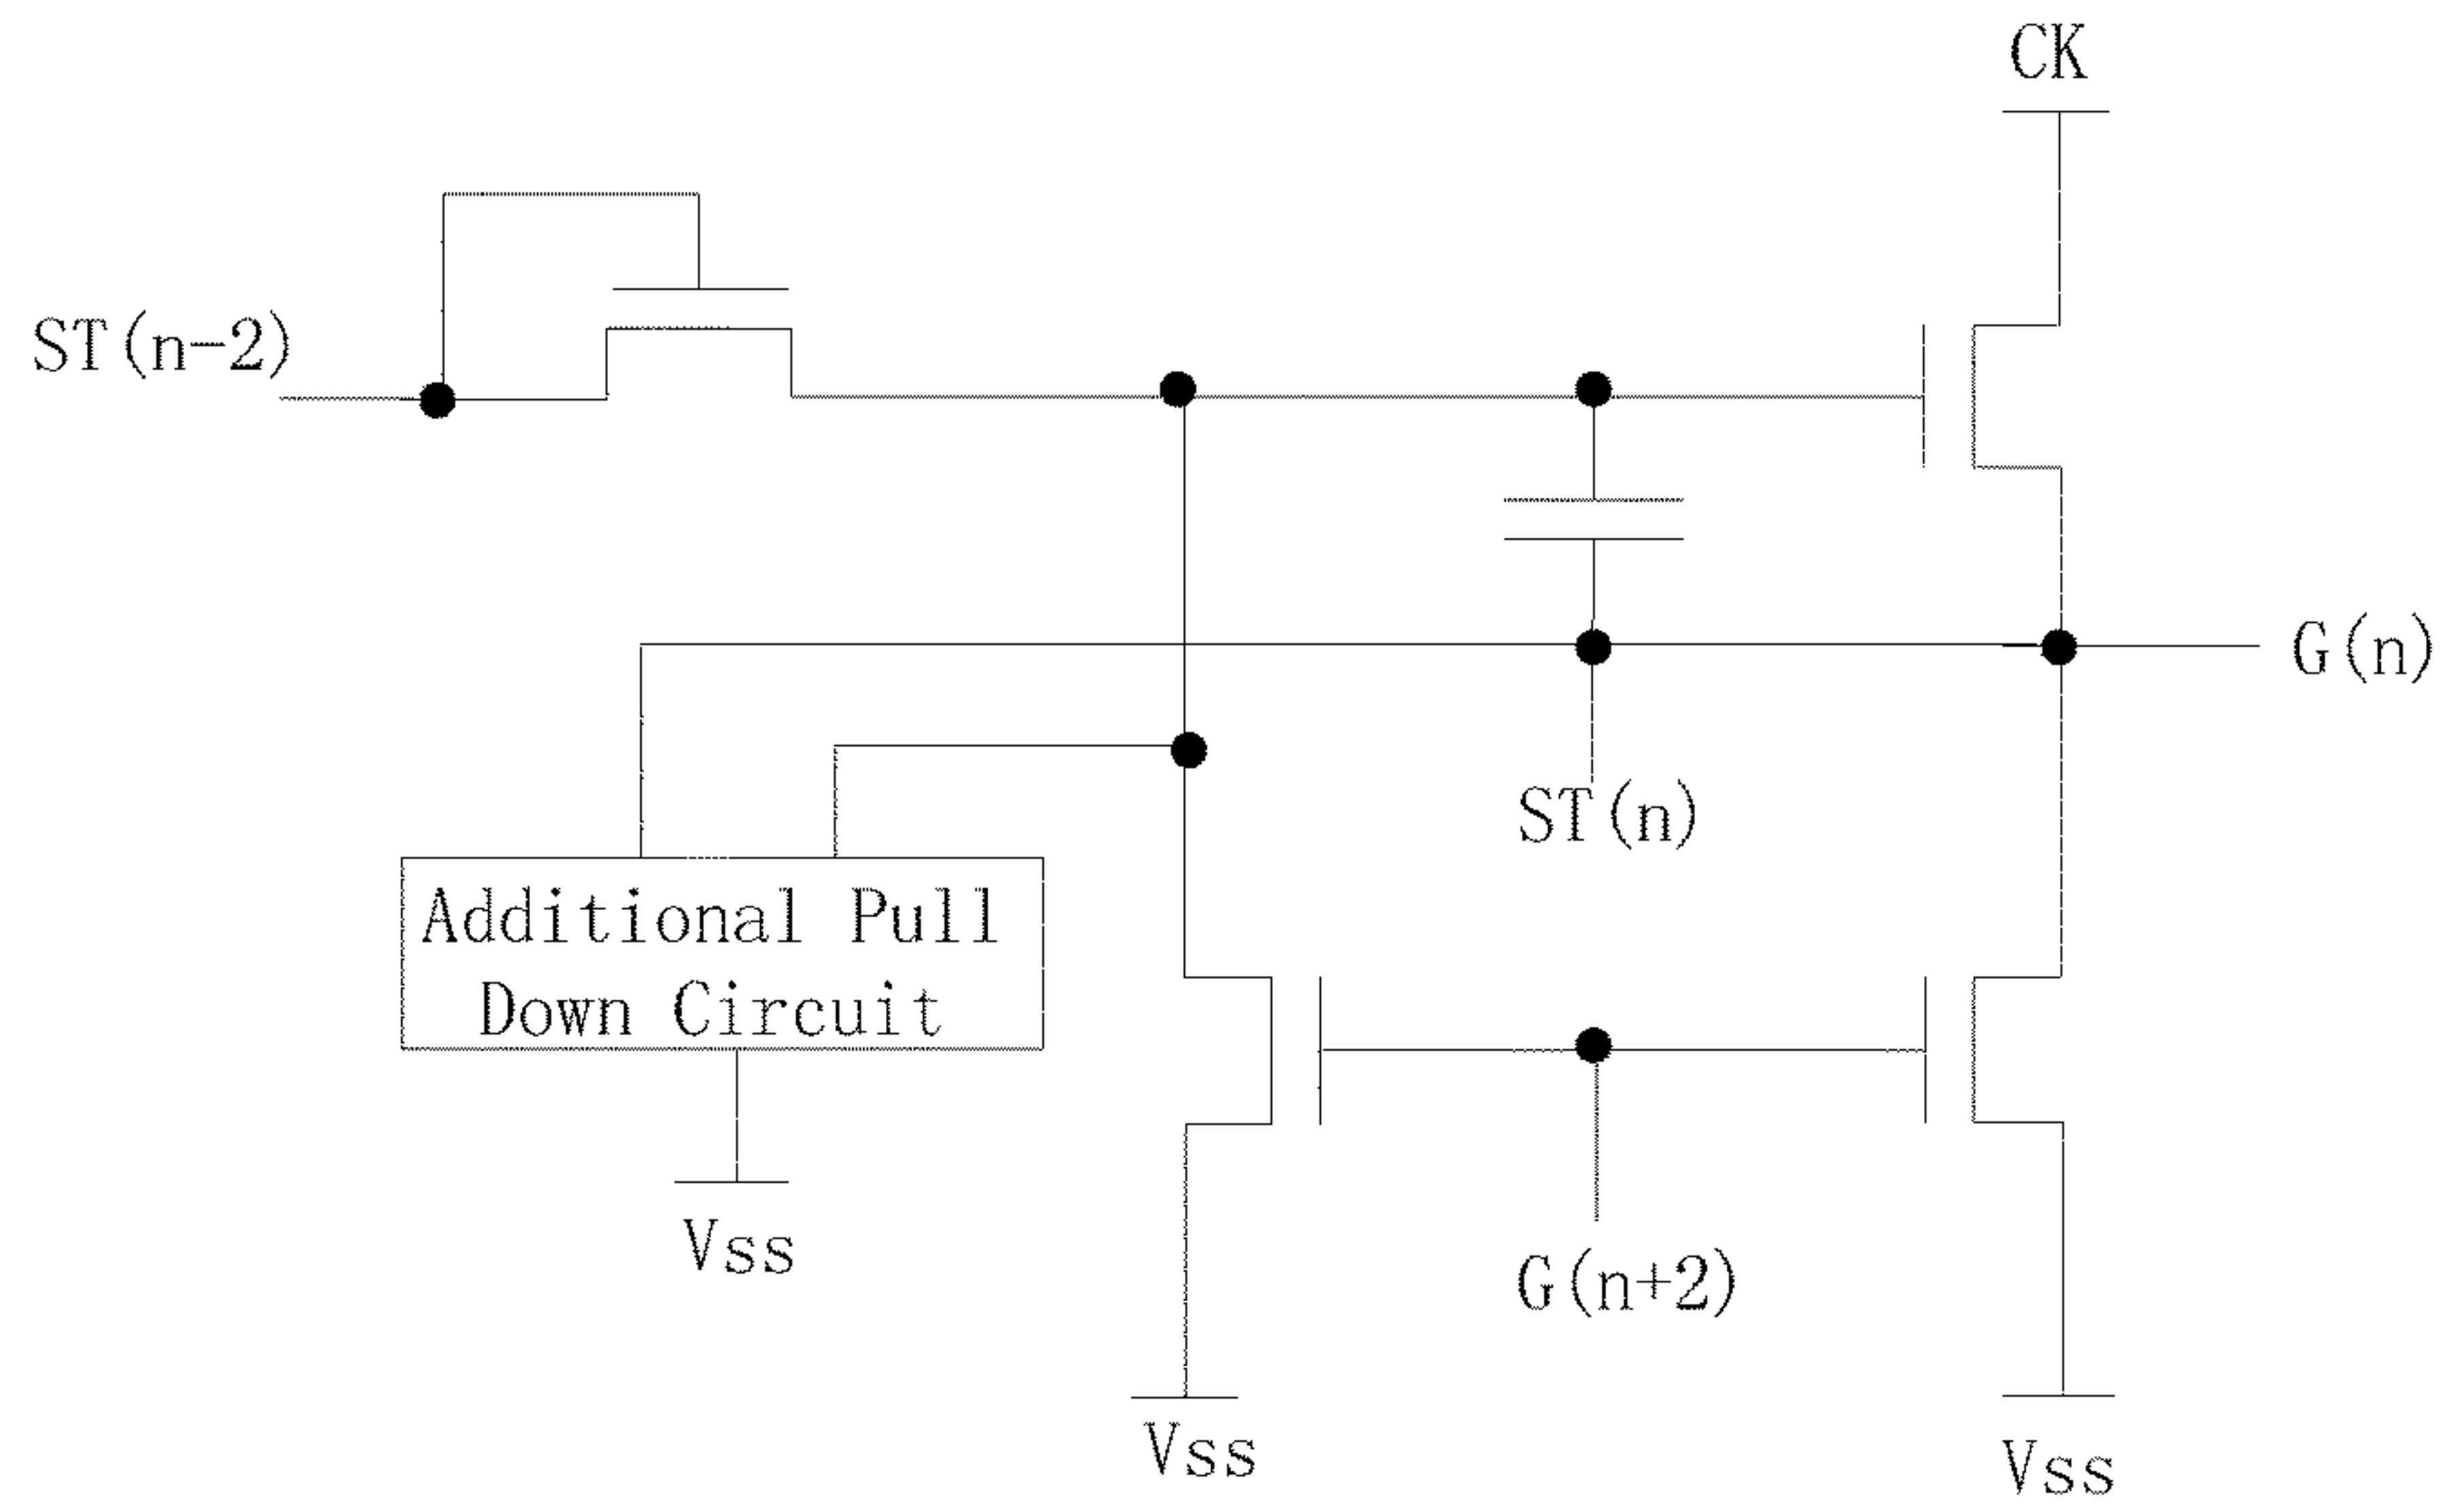 CK
ST(n-2)
G(n)
ST(n)
Additional Pull
Down Circuit
Vss
G(n+2)
Vss
Vss